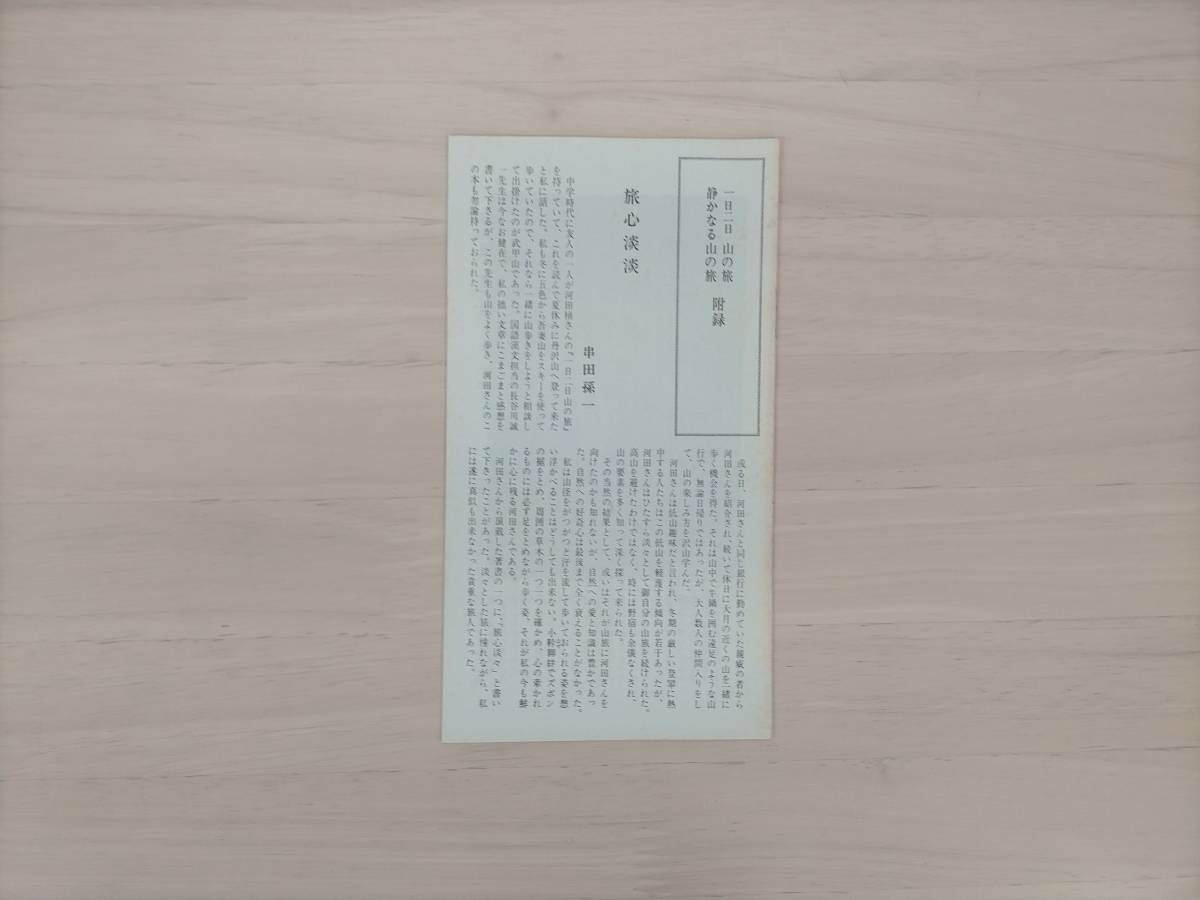 一日二日 山の旅
静かなる山の旅 附録
旅心淡淡
串田孫一
中学時代に友人の一人が河田楨さんの『一日二日山の旅』
を持っていて、これを読んで夏休みに丹沢山へ登って来た
と私に話した。私も冬に五色から吾妻山をスキーを使って
歩いていたので、それなら一緒に山歩きをしようと相談し
て出掛けたのが武甲山であった。国語漢文担当の長谷川誠
一先生は今なお健在で、私の拙い文章にこまごまと感想を
書いて下さるが、この先生も山をよく歩き、河田さんのこ
の本も勿論持っておられた。
或る日、河田さんと同じ銀行に勤めていた親戚の者から
河田さんを紹介され、続いて休日に大月の近くの山を一緒に
歩く機会を得た。それは山中で牛鍋を囲む遠足のような山
行で、無論日帰りではあったが、大人数人の仲間入りをし
て、山の楽しみ方を沢山学んだ。
河田さんは低山趣味だと言われ、冬期の厳しい登攀に熱
中する人たちはこの低山を軽蔑する傾向が若干あったが、
河田さんはひたすら淡々として御自分の山旅を続けられた。
高山を避けたわけではなく、時には野宿も余儀なくされ、
山の要素を多く知って深く探って来られた。
その当然の結果として、或いはそれが山旅に河田さんを
向けたのかも知れないが、自然への愛と知識は豊かであっ
た。自然への好奇心は最後まで全く衰えることがなかった。
私は山径をがつがつと汗を流して歩いておられる姿を想
い浮かべることはどうしても出来ない。小鞄脚絆でズボン
の裾をとめ、周囲の草木の一つ一つを確かめ、心の牽かれ
るものには必ず足をとめながら歩く姿、それが私の今も鮮
かに心に残る河田さんである。
河田さんから頂戴した著書の一つに、「旅心淡々」と書い
て下さったことがあった。淡々とした旅に憧れながら、私
には遂に真似も出来なかった貴重な旅人であった。